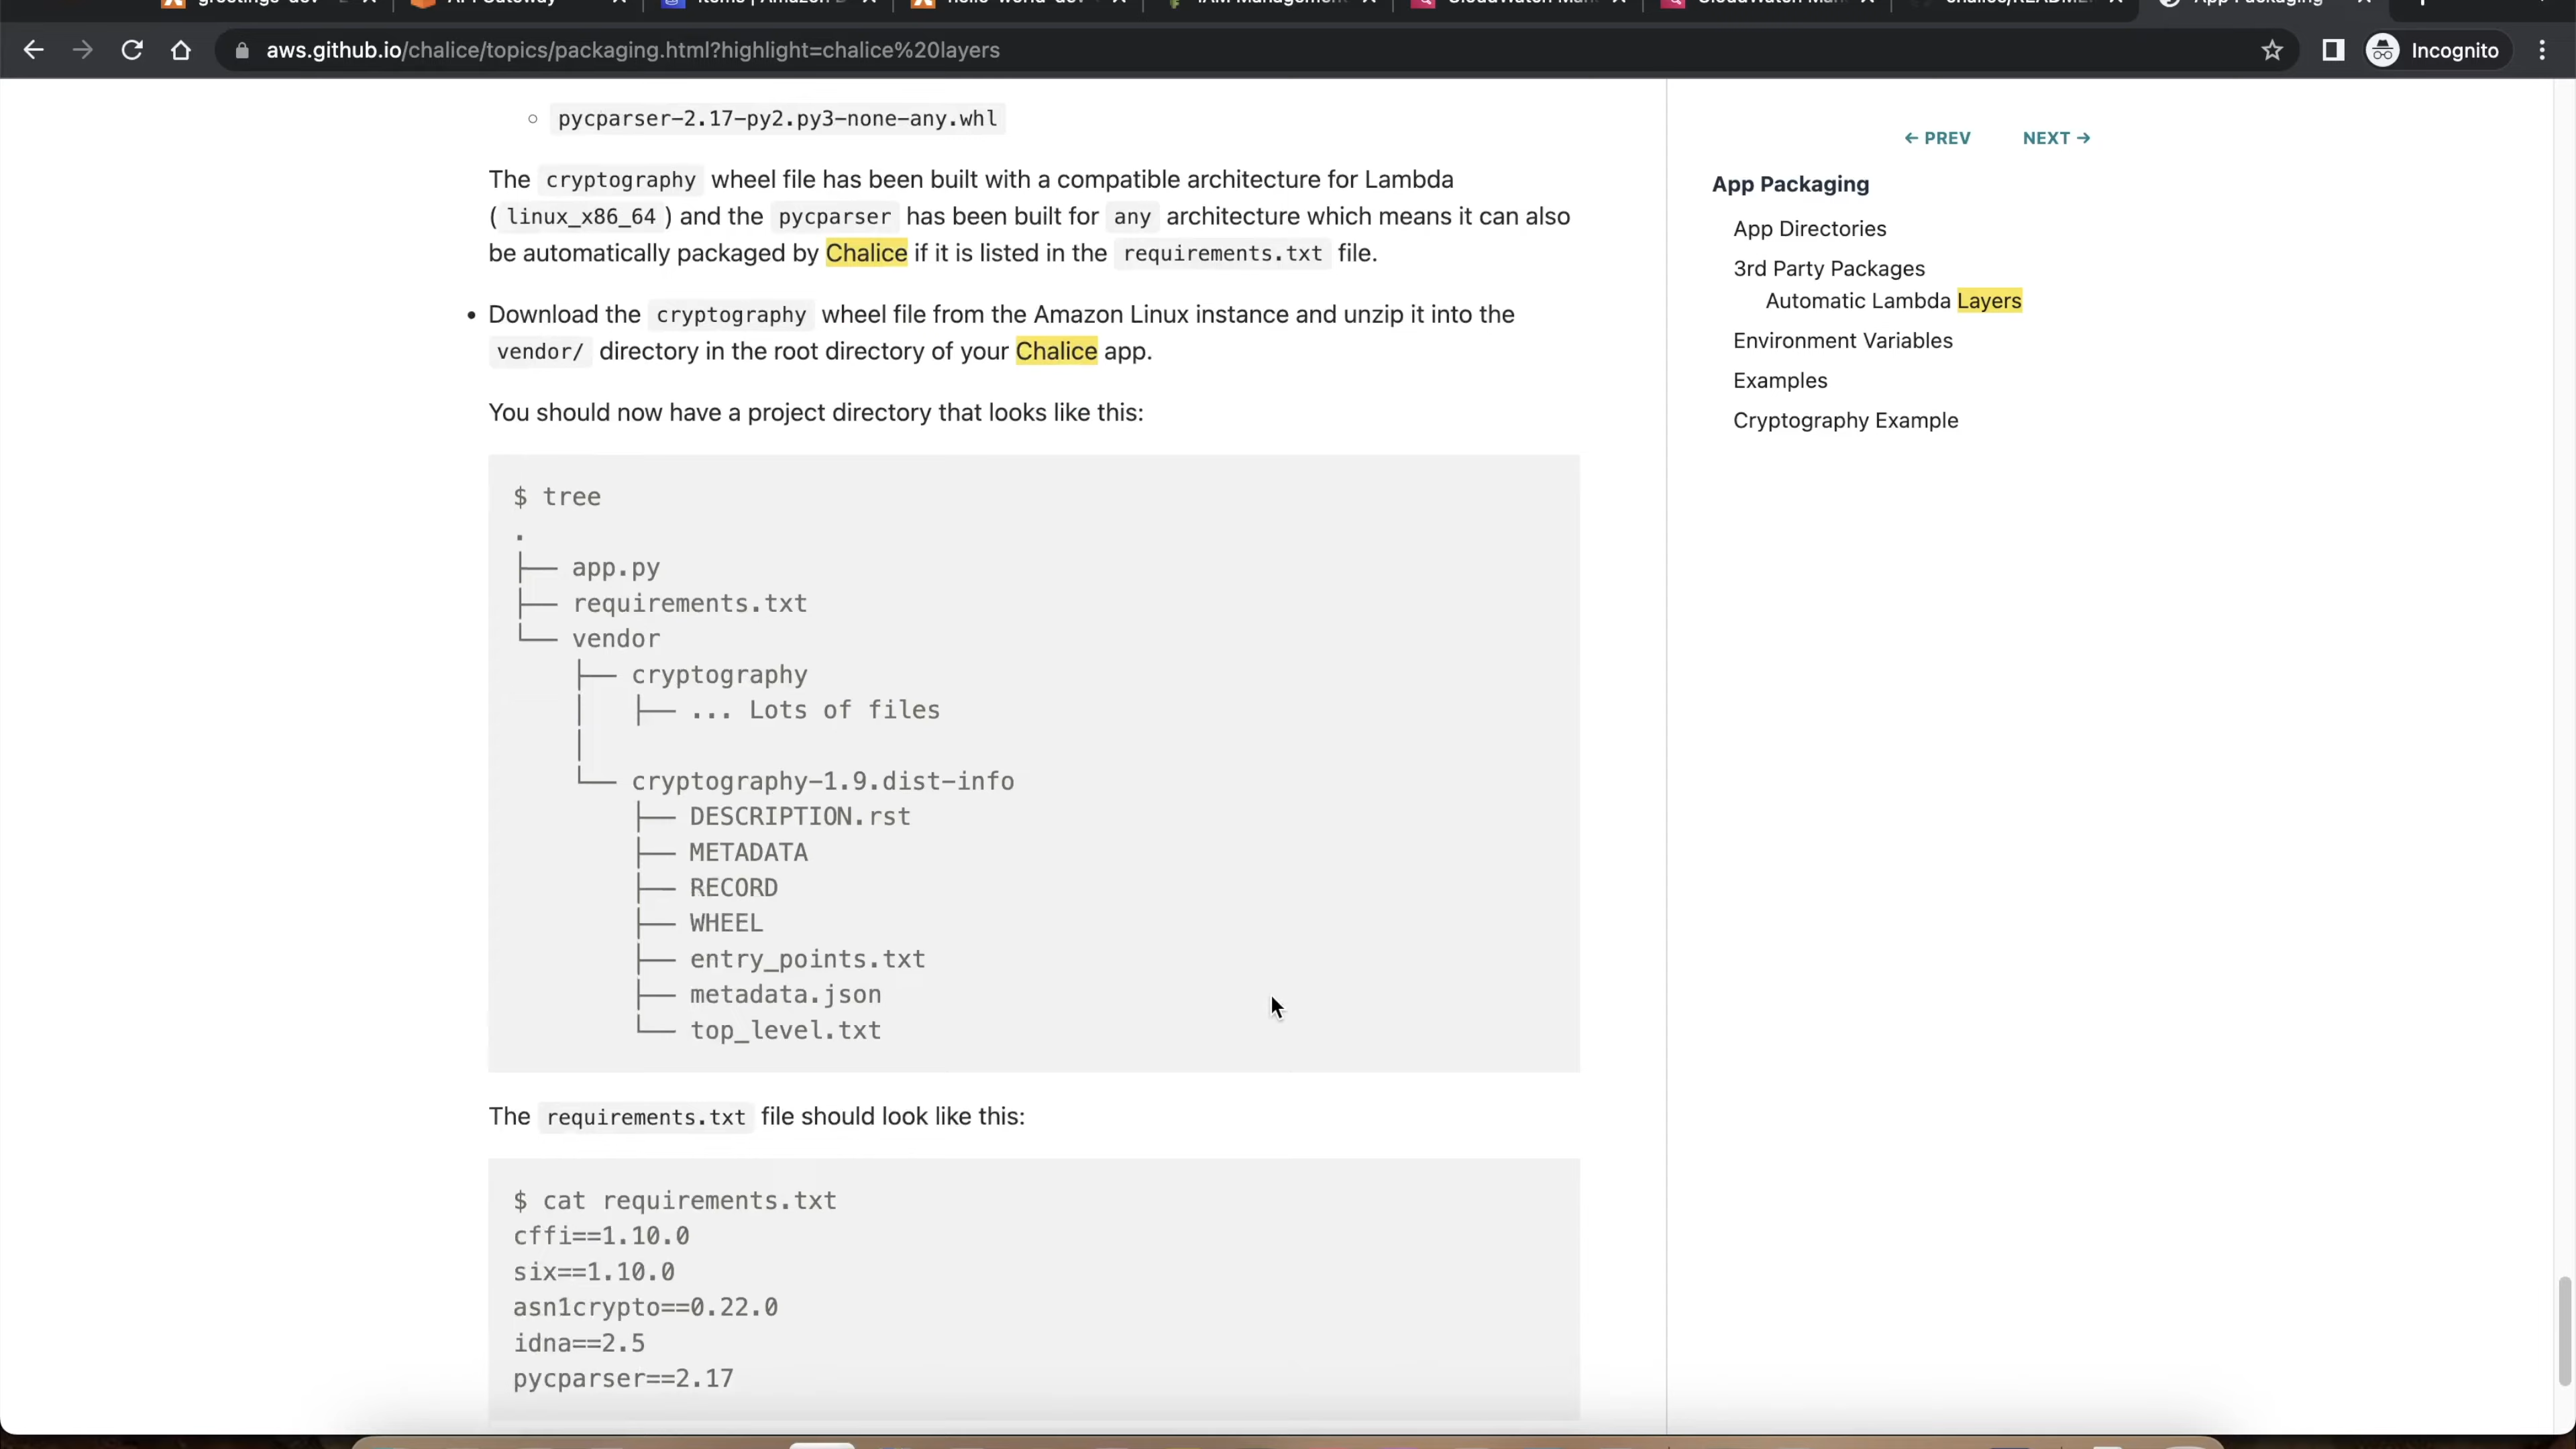 aws.github.io/chalice/topics/packaging.html?highlight=chalice%20layers
Incognito
pycparser-2.17-py2.py3-none-any.whl
The cryptography wheel file has been built with a compatible architecture for Lambda
( linux_x86_64 ) and the pycparser has been built for any architecture which means it can also
be automatically packaged by Chalice if it is listed in the requirements.txt file.
• Download the cryptography wheel file from the Amazon Linux instance and unzip it into the
vendor/ directory in the root directory of your Chalice app.
You should now have a project directory that looks like this:
$ tree
.
├── app.py
├── requirements.txt
└── vendor
├── cryptography
│   ├── ... Lots of files
│
└── cryptography-1.9.dist-info
├── DESCRIPTION.rst
├── METADATA
├── RECORD
├── WHEEL
├── entry_points.txt
├── metadata.json
└── top_level.txt
The requirements.txt file should look like this:
$ cat requirements.txt
cffi==1.10.0
six==1.10.0
asn1crypto==0.22.0
idna==2.5
pycparser==2.17
← PREV NEXT →
App Packaging
App Directories
3rd Party Packages
Automatic Lambda Layers
Environment Variables
Examples
Cryptography Example